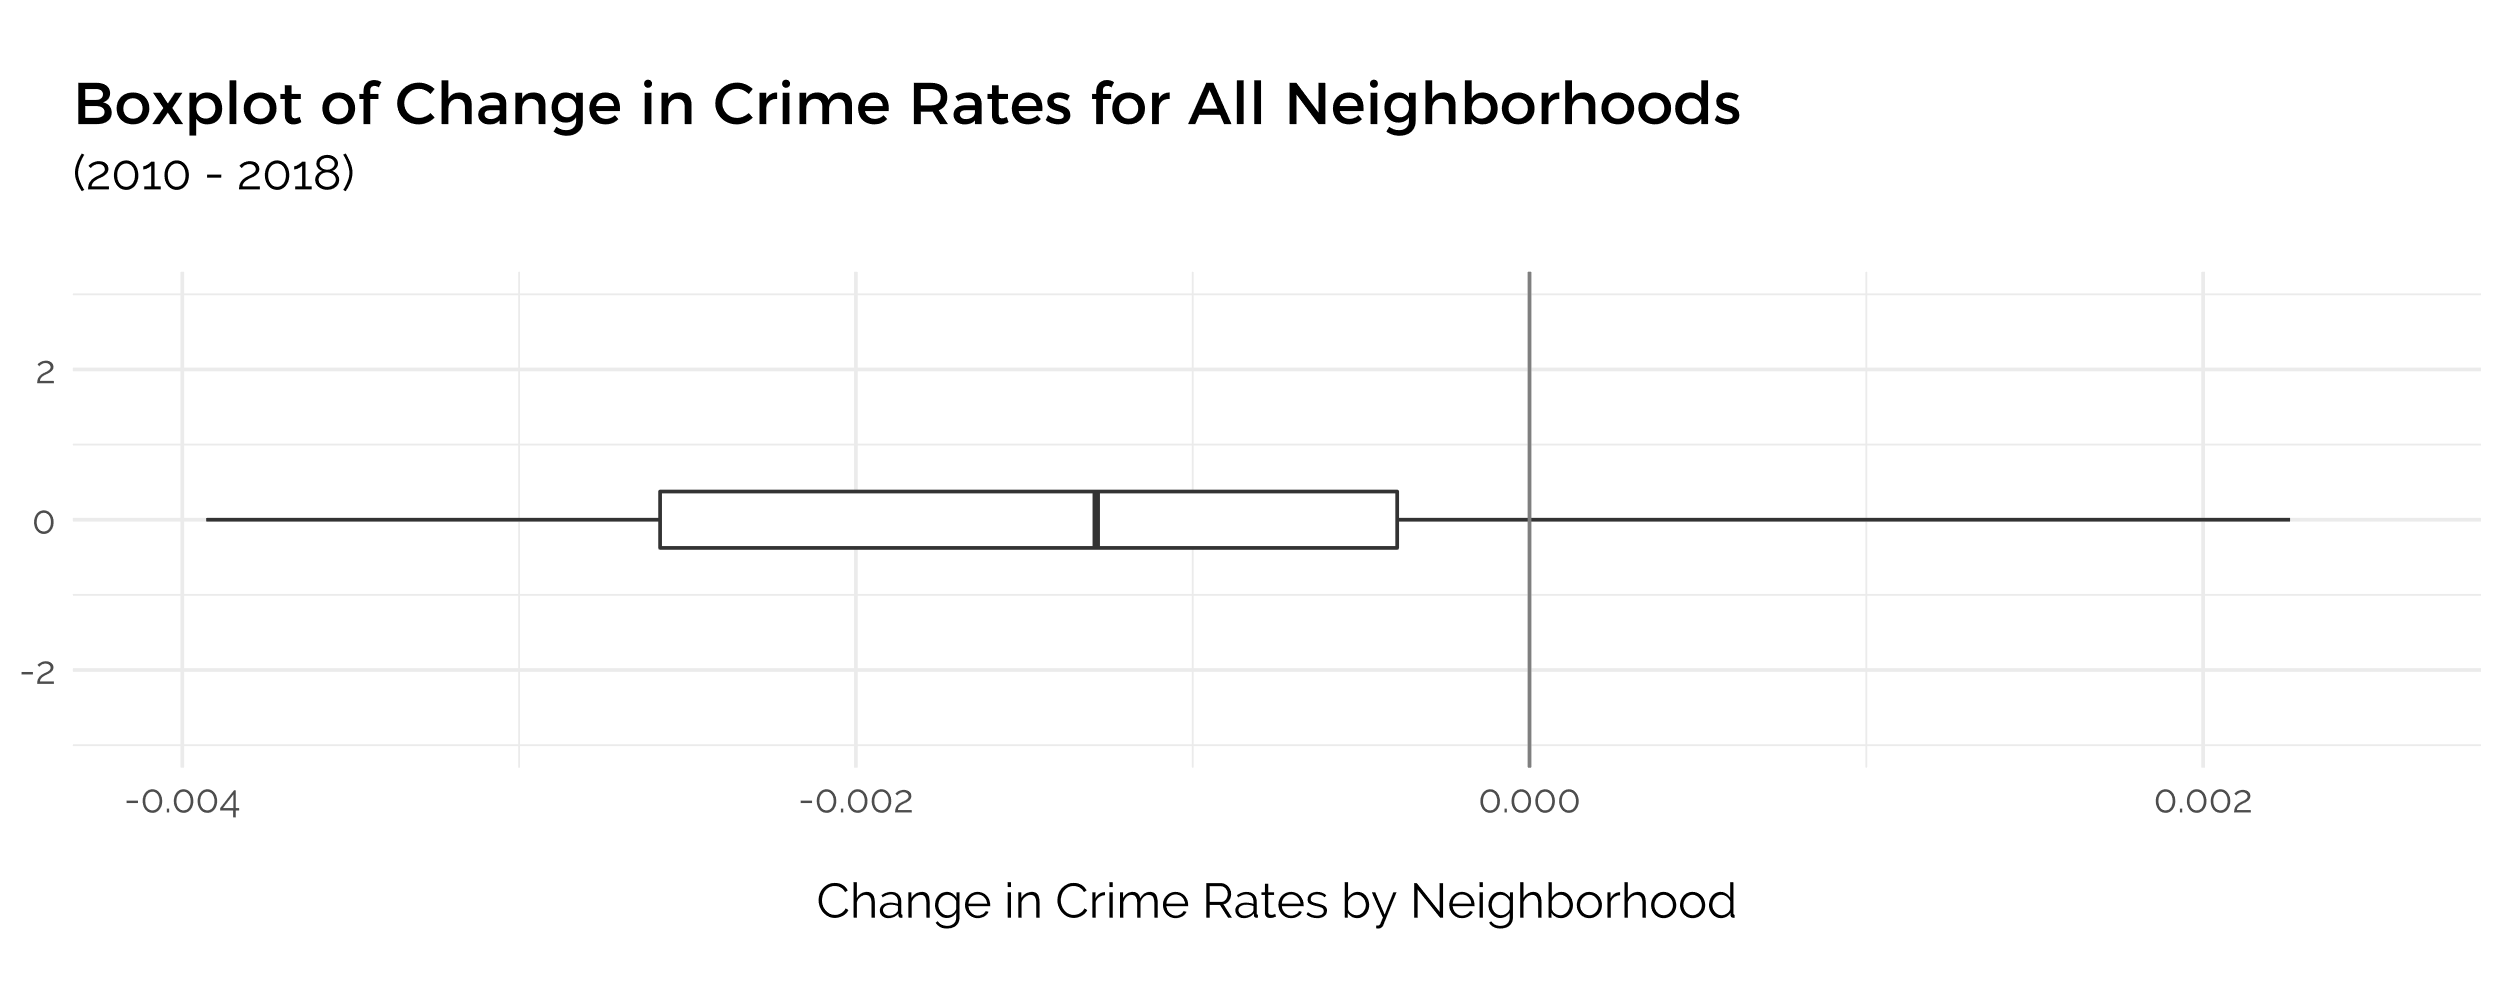 Boxplot of Change in Crime Rates for All Neighborhoods
(2010 - 2018)
2
0
-2
-0.004 -0.002 0.000 0.002
Change in Crime Rates by Neighborhood